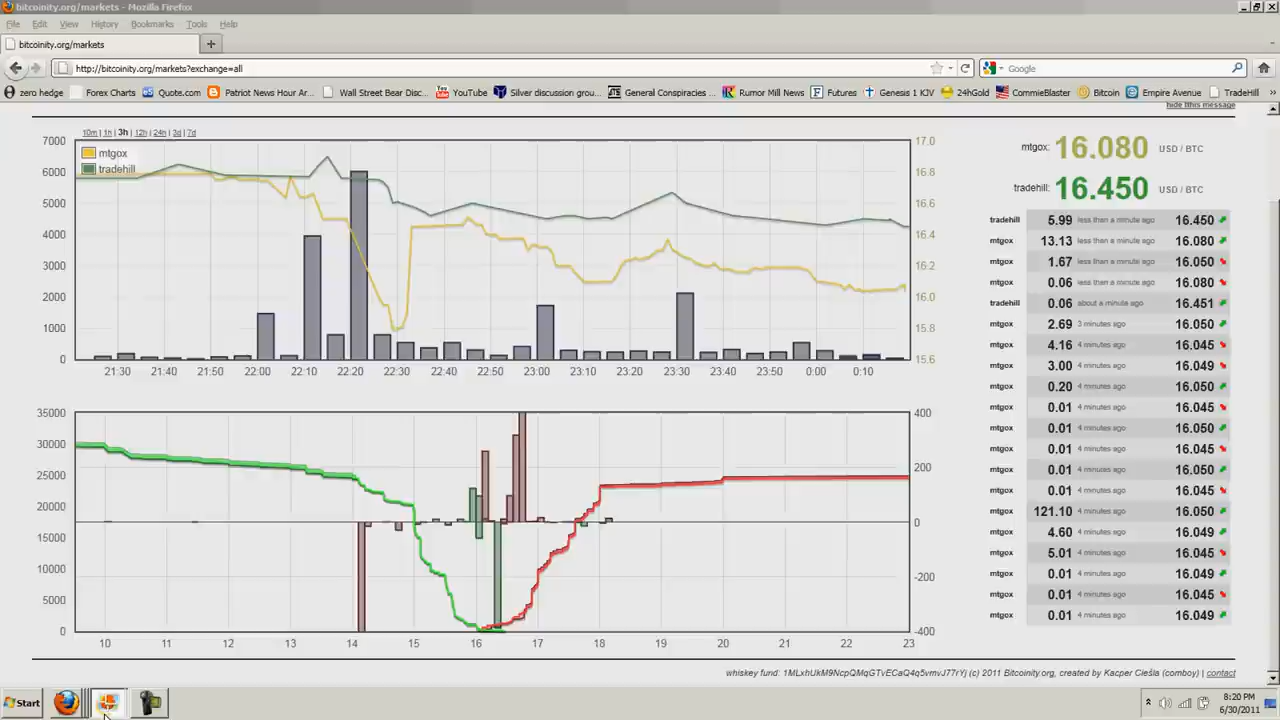 bitcoinity.org/markets - Mozilla Firefox
File Edit View History Bookmarks Tools Help
bitcoinity.org/markets
http://bitcoinity.org/markets?exchange=all
Google
zero hedge Forex Charts Quote.com Patriot News Hour Ar... Wall Street Bear Disc... YouTube Silver discussion grou... General Conspiracies ... Rumor Mill News Futures Genesis 1 KJV 24hGold CommieBlaster Bitcoin Empire Avenue TradeHill »
hide this message
10m | 1h | 3h | 12h | 24h | 3d | 7d
mtgox
tradehill
7000
6000
5000
4000
3000
2000
1000
0
17.0
16.8
16.6
16.4
16.2
16.0
15.8
15.6
21:30 21:40 21:50 22:00 22:10 22:20 22:30 22:40 22:50 23:00 23:10 23:20 23:30 23:40 23:50 0:00 0:10
35000
30000
25000
20000
15000
10000
5000
0
400
200
0
-200
-400
10 11 12 13 14 15 16 17 18 19 20 21 22 23
mtgox: 16.080 USD / BTC
tradehill: 16.450 USD / BTC
tradehill 5.99 less than a minute ago 16.450
mtgox 13.13 less than a minute ago 16.080
mtgox 1.67 less than a minute ago 16.050
mtgox 0.06 less than a minute ago 16.080
tradehill 0.06 about a minute ago 16.451
mtgox 2.69 3 minutes ago 16.050
mtgox 4.16 4 minutes ago 16.045
mtgox 3.00 4 minutes ago 16.049
mtgox 0.20 4 minutes ago 16.050
mtgox 0.01 4 minutes ago 16.045
mtgox 0.01 4 minutes ago 16.050
mtgox 0.01 4 minutes ago 16.045
mtgox 0.01 4 minutes ago 16.050
mtgox 0.01 4 minutes ago 16.045
mtgox 121.10 4 minutes ago 16.050
mtgox 4.60 4 minutes ago 16.049
mtgox 5.01 4 minutes ago 16.045
mtgox 0.01 4 minutes ago 16.049
mtgox 0.01 4 minutes ago 16.045
mtgox 0.01 4 minutes ago 16.049
whiskey fund: (c) 2011 Bitcoinity.org, created by Kacper Cieśla (comboy) | contact
Start
8:20 PM
6/30/2011